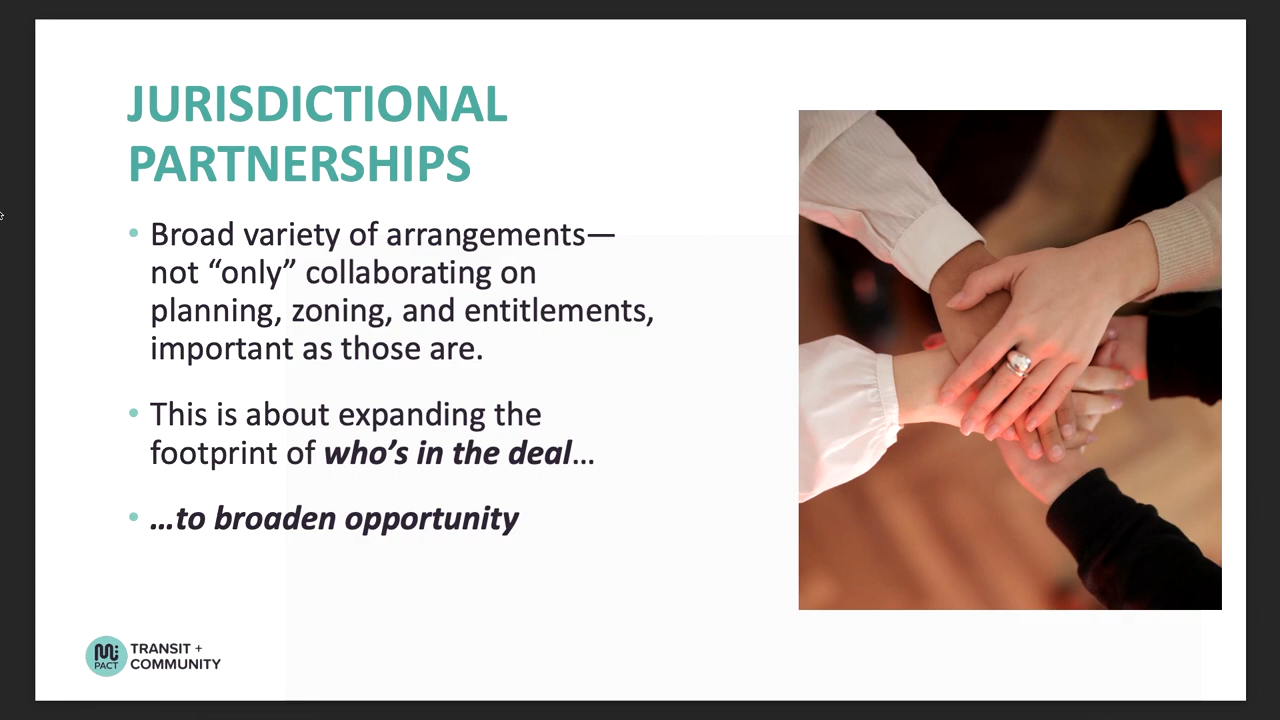 JURISDICTIONAL
PARTNERSHIPS
• Broad variety of arrangements—
not “only” collaborating on
planning, zoning, and entitlements,
important as those are.
• This is about expanding the
footprint of who’s in the deal…
• …to broaden opportunity
Mi
PACT
TRANSIT +
COMMUNITY